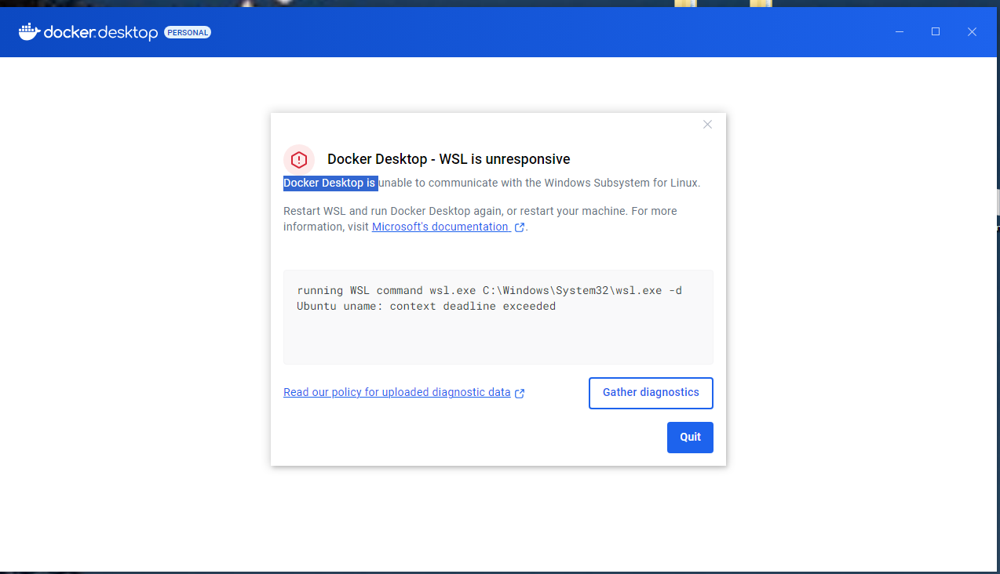 docker.desktop PERSONAL
Docker Desktop - WSL is unresponsive
Docker Desktop is unable to communicate with the Windows Subsystem for Linux.
Restart WSL and run Docker Desktop again, or restart your machine. For more
information, visit Microsoft's documentation .
running WSL command wsl.exe C:\Windows\System32\wsl.exe -d
Ubuntu uname: context deadline exceeded
Read our policy for uploaded diagnostic data
Gather diagnostics
Quit